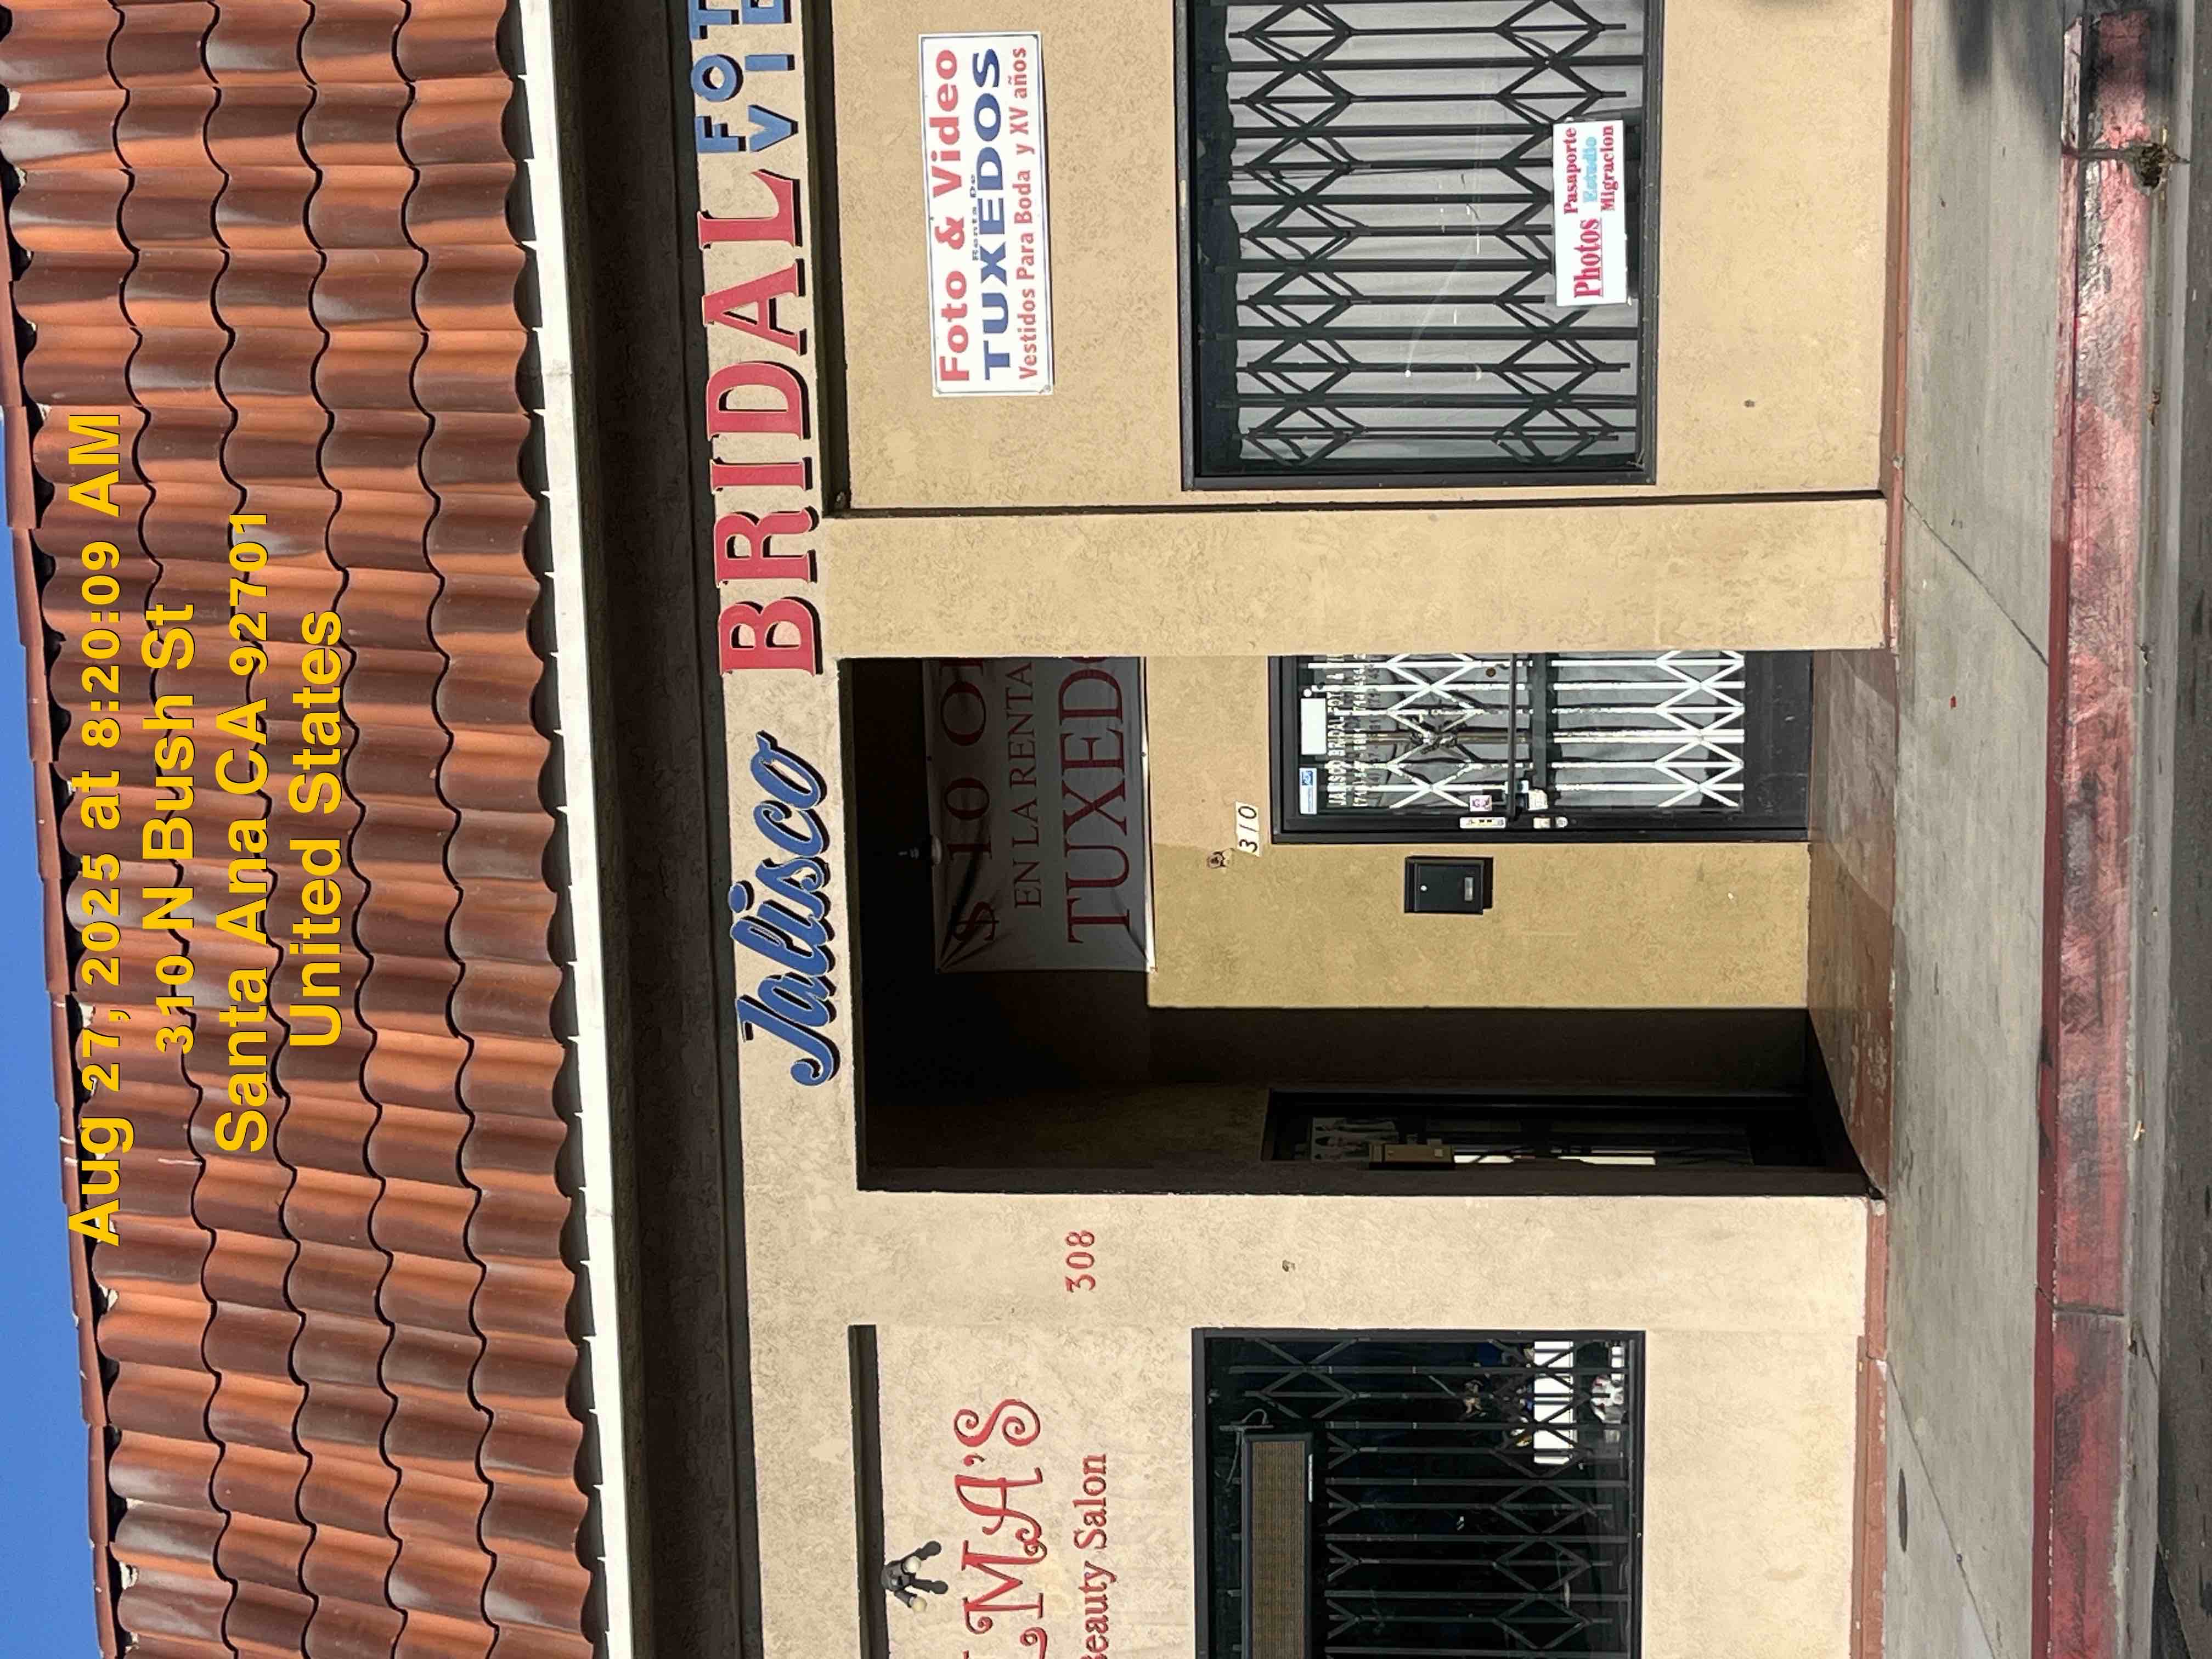 Aug 27, 2025 at 8:20:09 AM
310 N Bush St
Santa Ana CA 92701
United States
Jalisco BRIDAL
Foto & Video
Renta De
TUXEDOS
Vestidos Para Boda y XV años
$ 10
EN LA RENTA
310
308
Beauty Salon
Photos
Pasaporte
Estudio
Migracion